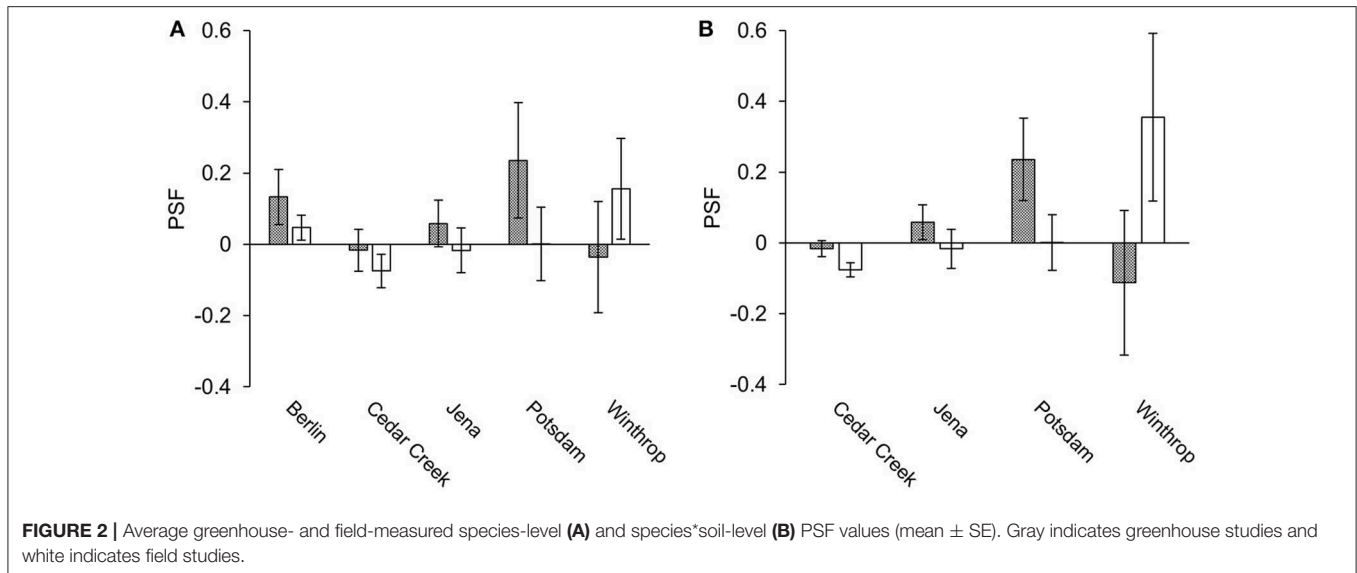 A
0.6
0.4
0.2
0
-0.2
-0.4
PSF
Berlin
Cedar Creek
Jena
Potsdam
Winthrop
B
0.6
0.4
0.2
0
-0.2
-0.4
PSF
Cedar Creek
Jena
Potsdam
Winthrop
FIGURE 2 | Average greenhouse- and field-measured species-level (A) and species*soil-level (B) PSF values (mean ± SE). Gray indicates greenhouse studies and
white indicates field studies.